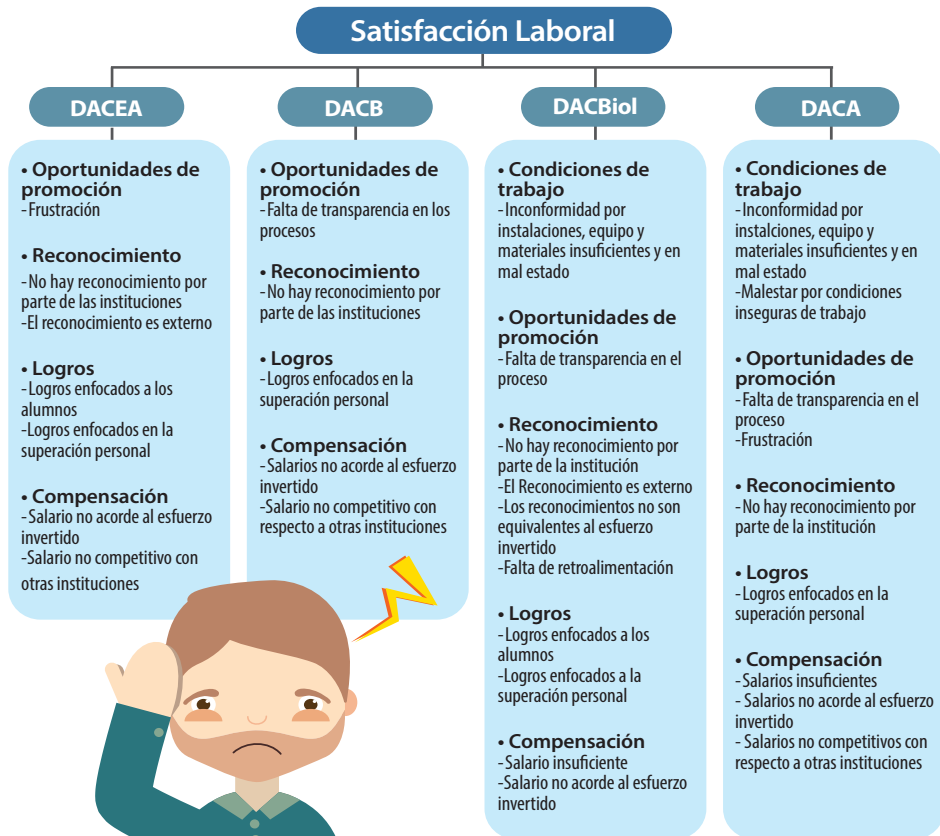 Satisfacción Laboral
DACEA
• Oportunidades de
promoción
-Frustración
• Reconocimiento
-No hay reconocimiento por
parte de las instituciones
-El reconocimiento es externo
• Logros
-Logros enfocados a los
alumnos
-Logros enfocados en la
superación personal
• Compensación
-Salario no acorde al esfuerzo
invertido
-Salario no competitivo con
otras instituciones
DACB
• Oportunidades de
promoción
-Falta de transparencia en los
procesos
• Reconocimiento
-No hay reconocimiento por
parte de las instituciones
• Logros
-Logros enfocados en la
superación personal
• Compensación
-Salarios no acorde al esfuerzo
invertido
-Salario no competitivo con
respecto a otras instituciones
DACBiol
• Condiciones de
trabajo
-Inconformidad por
instalaciones, equipo y
materiales insuficientes y en
mal estado
• Oportunidades de
promoción
-Falta de transparencia en el
proceso
• Reconocimiento
-No hay reconocimiento por
parte de la institución
-El Reconocimiento es externo
-Los reconocimientos no son
equivalentes al esfuerzo
invertido
-Falta de retroalimentación
• Logros
-Logros enfocados a los
alumnos
-Logros enfocados a la
superación personal
• Compensación
-Salario insuficiente
-Salario no acorde al esfuerzo
invertido
DACA
• Condiciones de
trabajo
-Inconformidad por
instalciones, equipo y
materiales insuficientes y en
mal estado
-Malestar por condiciones
inseguras de trabajo
• Oportunidades de
promoción
-Falta de transparencia en el
proceso
-Frustración
• Reconocimiento
-No hay reconocimiento por
parte de la institución
• Logros
-Logros enfocados en la
superación personal
• Compensación
-Salarios insuficientes
- Salarios no acorde al esfuerzo
invertido
- Salarios no competitivos con
respecto a otras instituciones